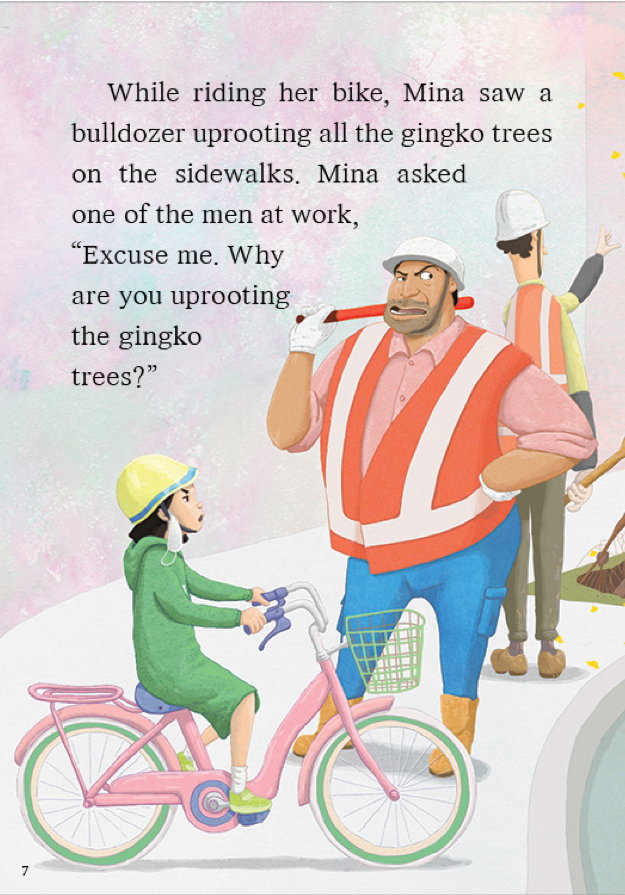 While riding her bike, Mina saw a
bulldozer uprooting all the gingko trees
on the sidewalks. Mina asked
one of the men at work,
“Excuse me. Why
are you uprooting
the gingko
trees?”
7